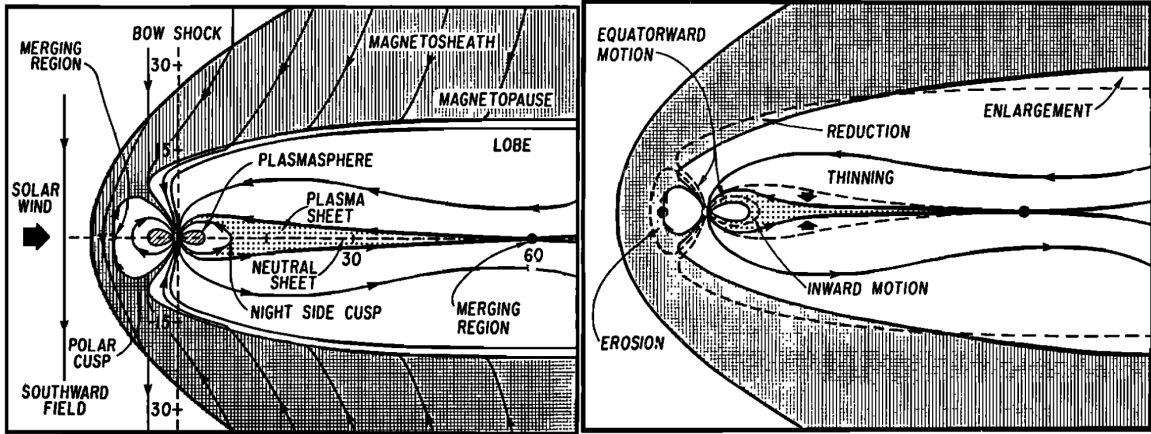 MERGING
REGION
BOW SHOCK
30+
MAGNETOSHEATH
MAGNETOPAUSE
15
LOBE
PLASMASPHERE
SOLAR
WIND
PLASMA
SHEET
30
60
NEUTRAL
SHEET
NIGHT SIDE CUSP
MERGING
REGION
-15
POLAR
CUSP
SOUTHWARD
FIELD
30+
EQUATORWARD
MOTION
ENLARGEMENT
REDUCTION
THINNING
INWARD MOTION
EROSION